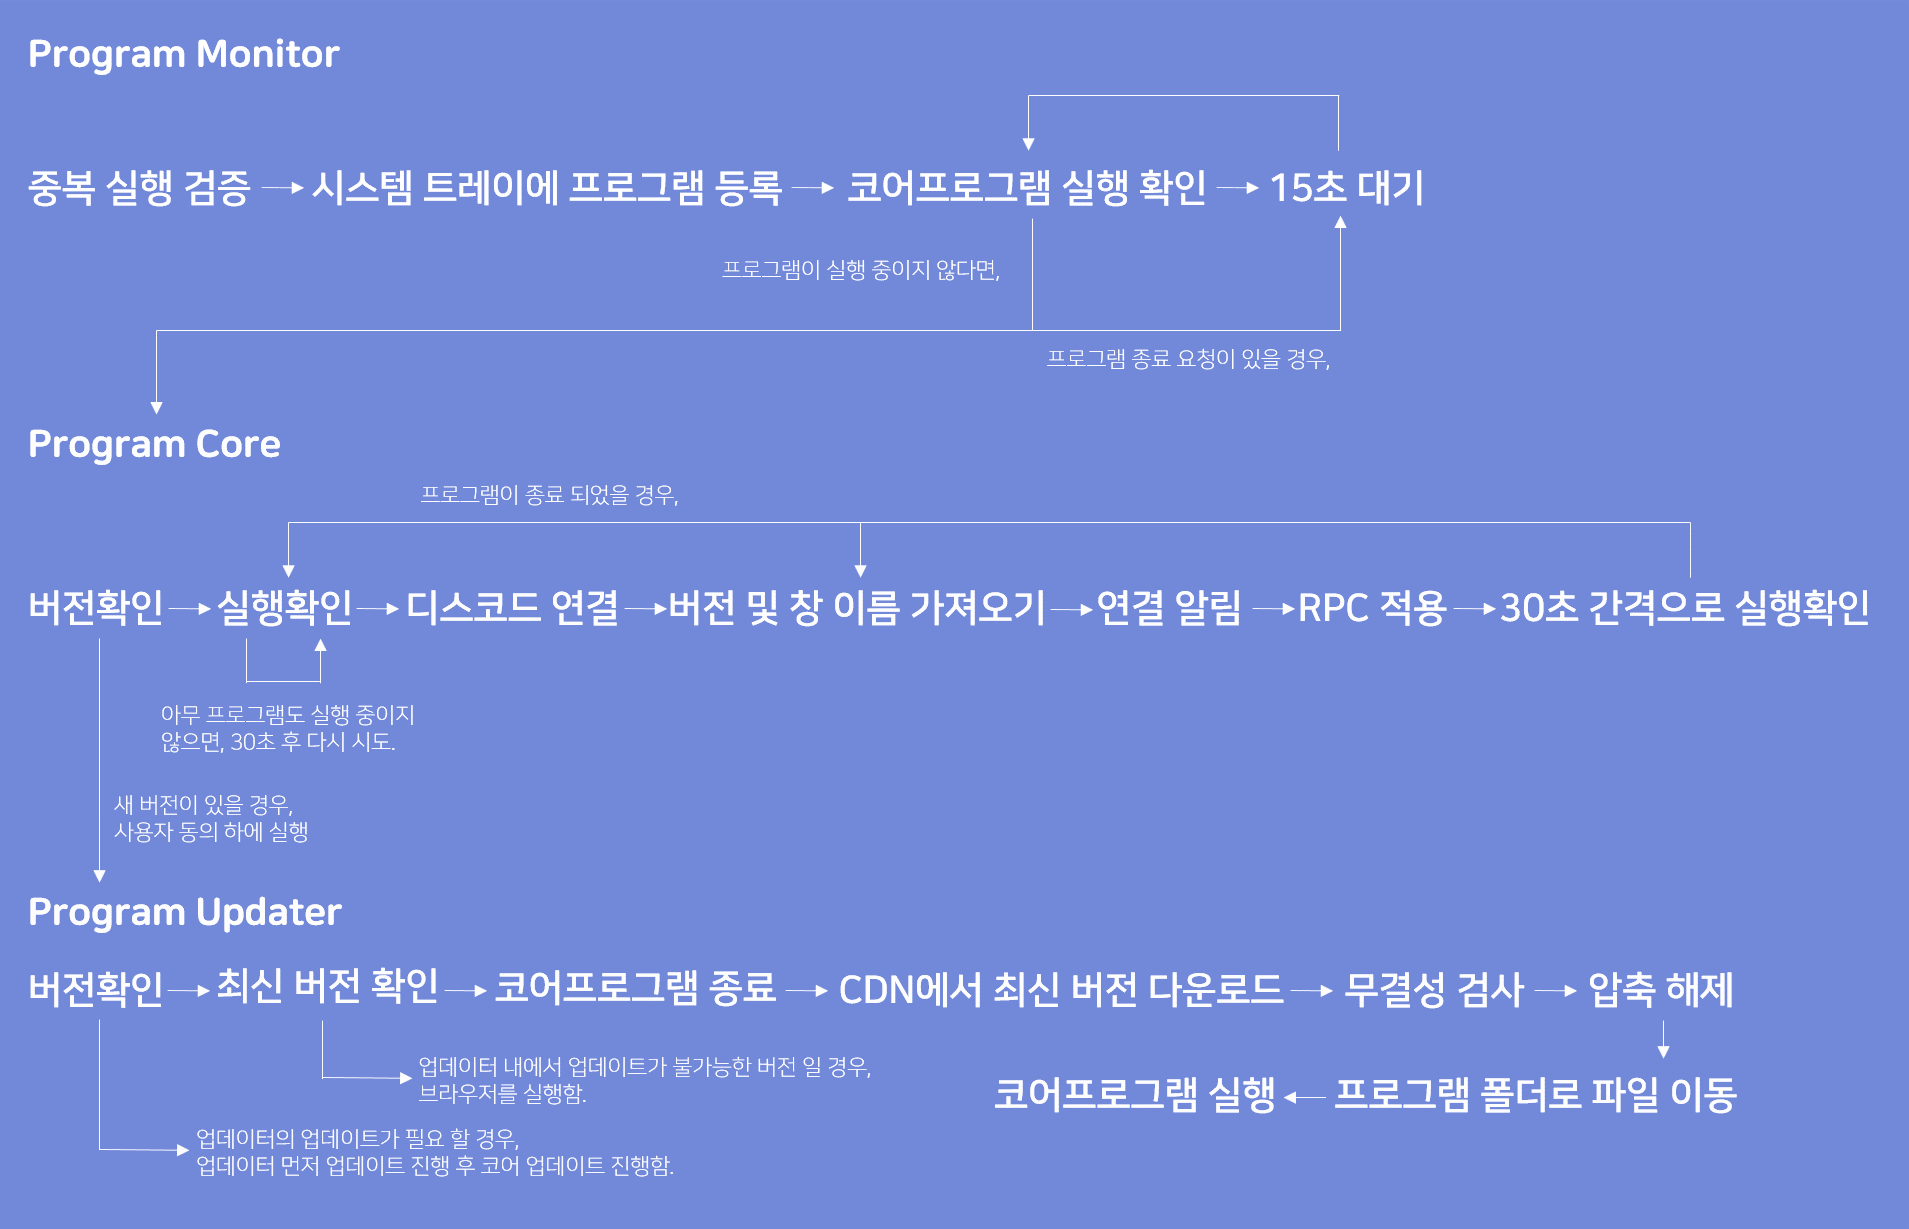 Program Monitor
중복 실행 검증
시스템 트레이에 프로그램 등록
코어프로그램 실행 확인
15초 대기
프로그램이 실행 중이지 않다면,
프로그램 종료 요청이 있을 경우,
Program Core
프로그램이 종료 되었을 경우,
버전확인
실행확인
디스코드 연결
버전 및 창 이름 가져오기
연결 알림
RPC 적용
30초 간격으로 실행확인
아무 프로그램도 실행 중이지
않으면, 30초 후 다시 시도.
새 버전이 있을 경우,
사용자 동의 하에 실행
Program Updater
버전확인
최신 버전 확인
코어프로그램 종료
CDN에서 최신 버전 다운로드
무결성 검사
압축 해제
업데이터 내에서 업데이트가 불가능한 버전 일 경우,
브라우저를 실행함.
코어프로그램 실행
프로그램 폴더로 파일 이동
업데이터의 업데이트가 필요 할 경우,
업데이터 먼저 업데이트 진행 후 코어 업데이트 진행함.